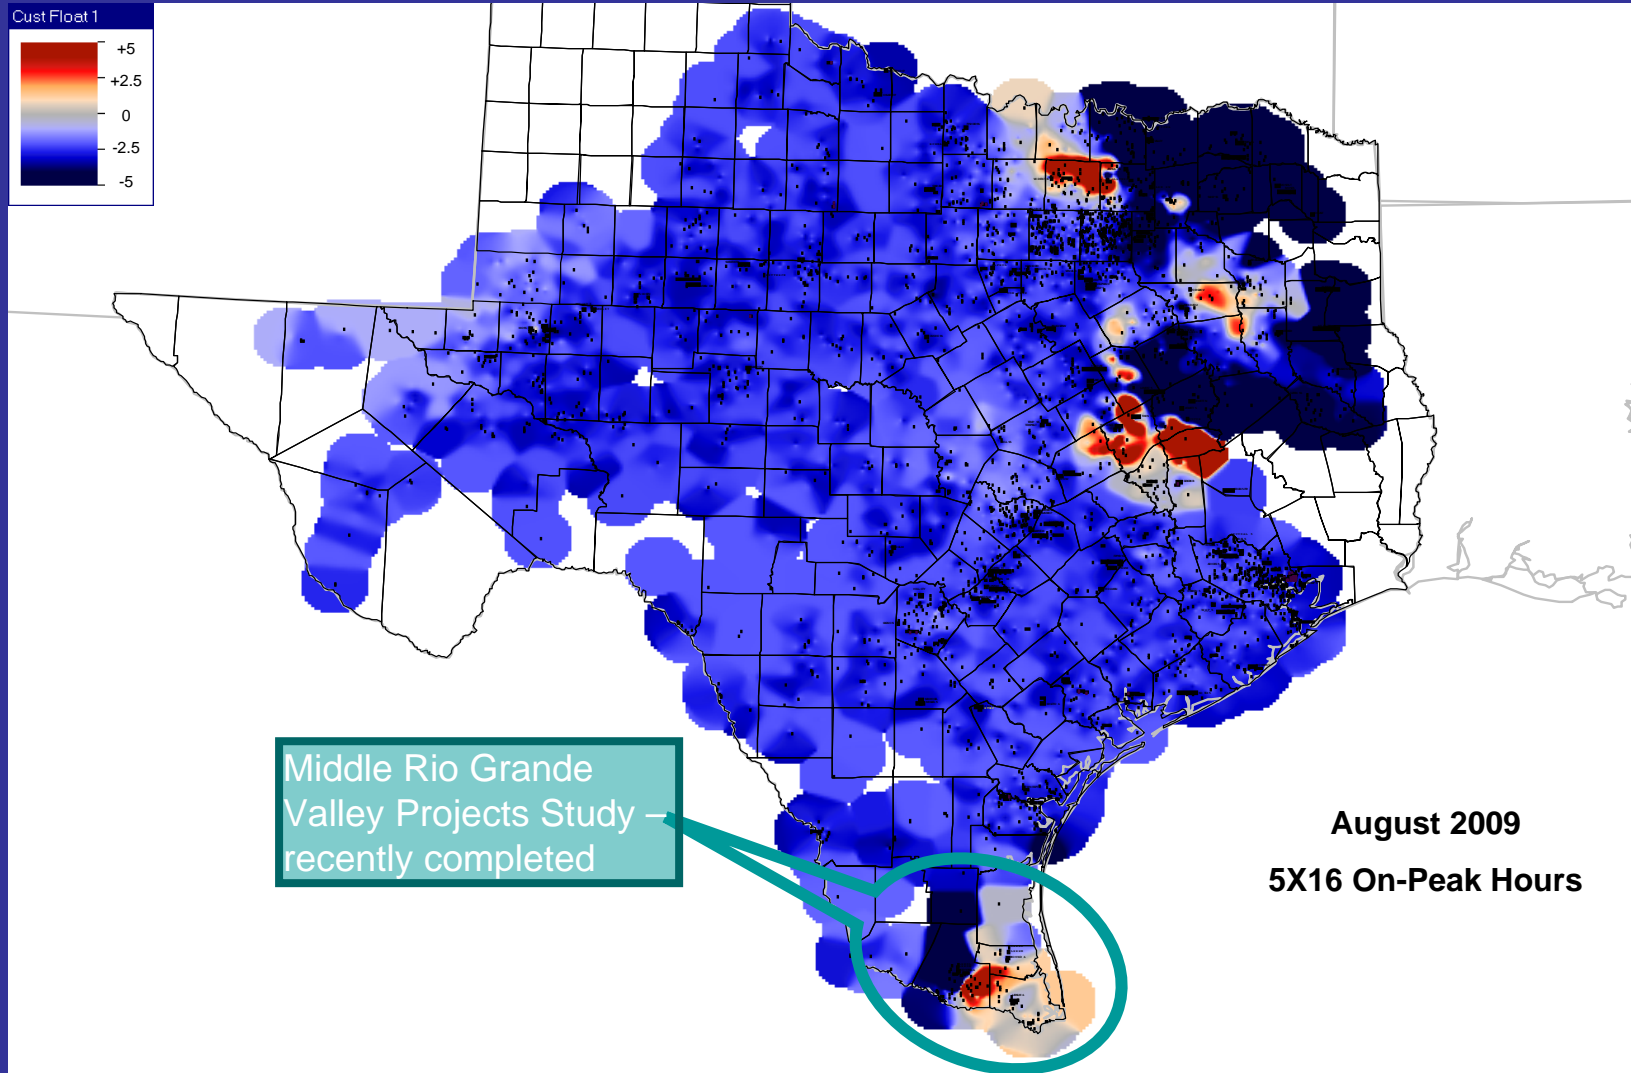 Cust Float 1
+5
+2.5
0
-2.5
-5
Middle Rio Grande
Valley Projects Study –
recently completed
August 2009
5X16 On-Peak Hours